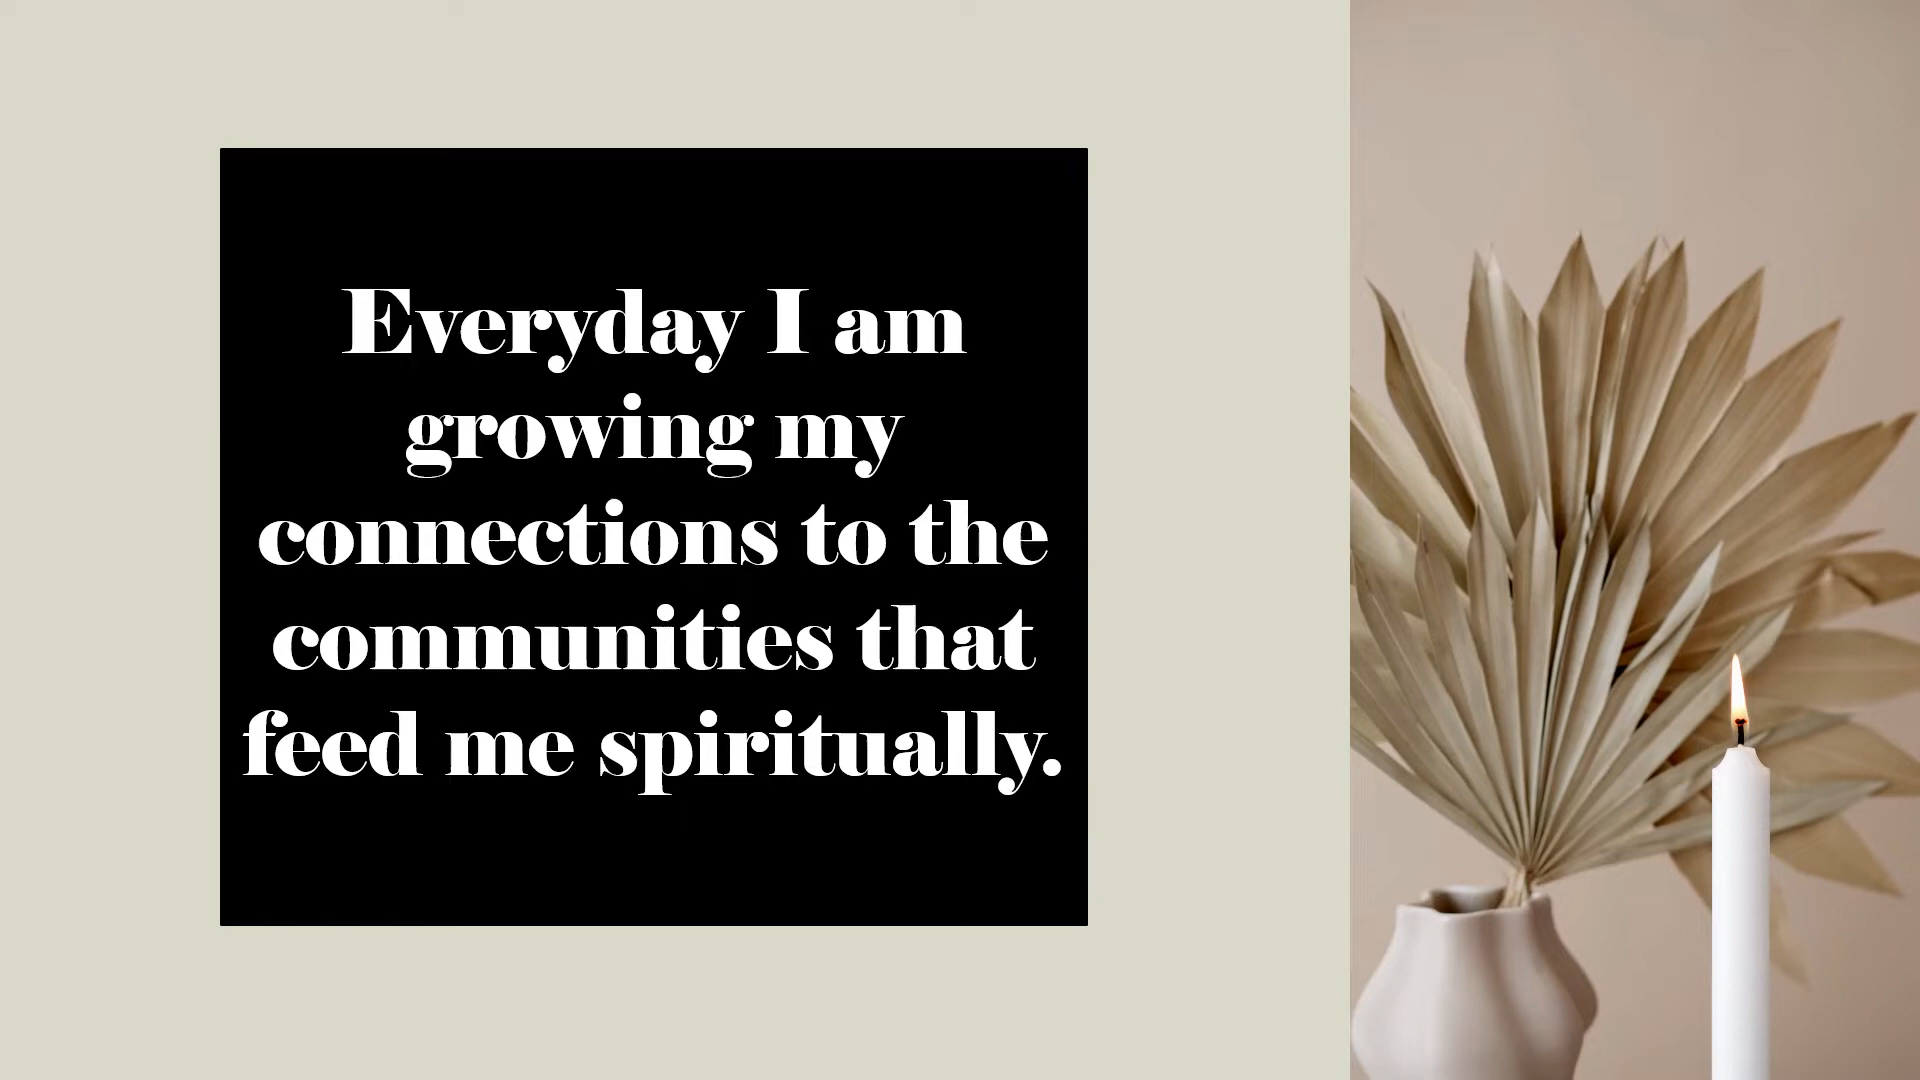 Everyday I am
growing my
connections to the
communities that
feed me spiritually.